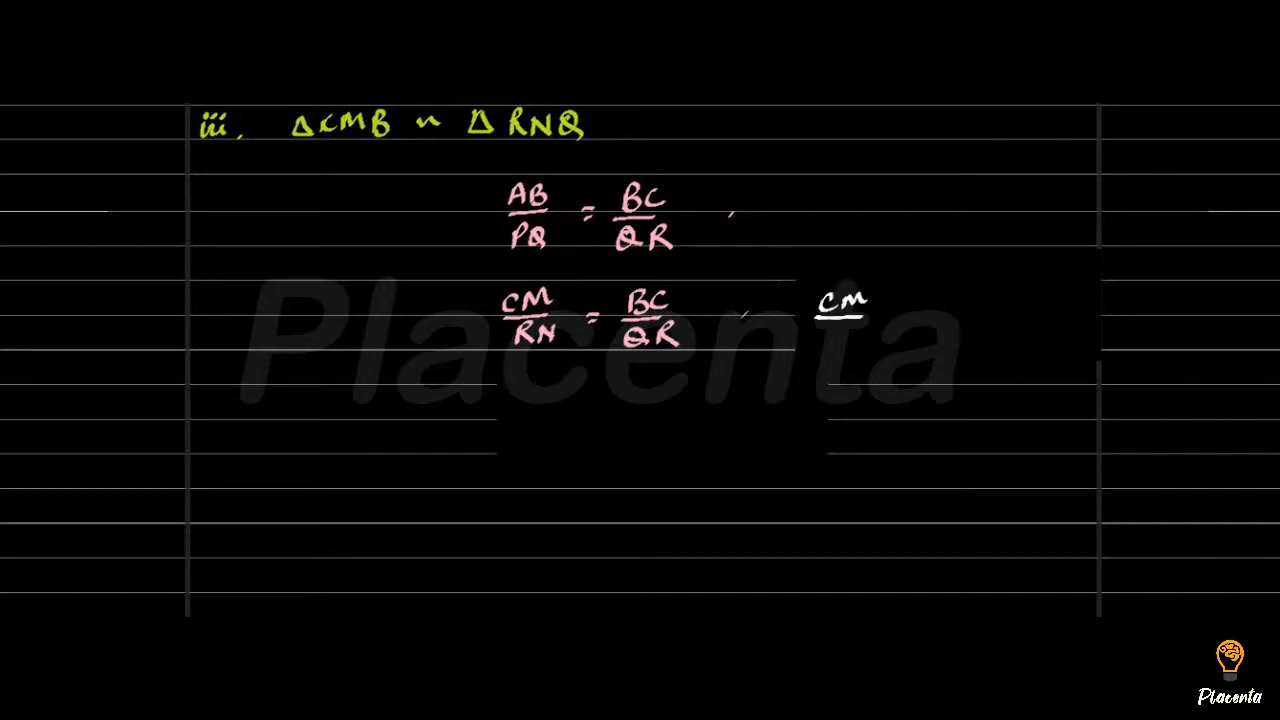 iii. ΔCMB ~ ΔRNQ
AB/PQ = BC/QR
CM/RN = BC/QR , CM
Placenta
Placenta